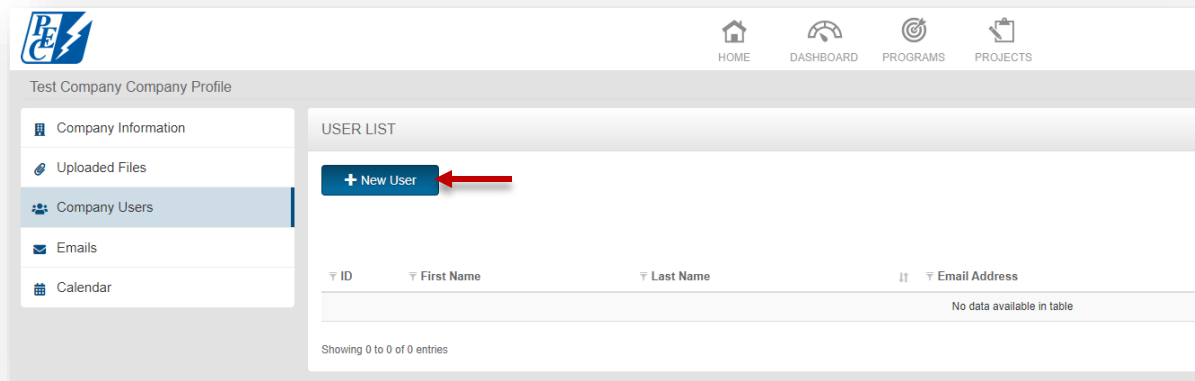 PEC
HOME DASHBOARD PROGRAMS PROJECTS
Test Company Company Profile
Company Information
Uploaded Files
Company Users
Emails
Calendar
USER LIST
+ New User
ID First Name Last Name Email Address
No data available in table
Showing 0 to 0 of 0 entries